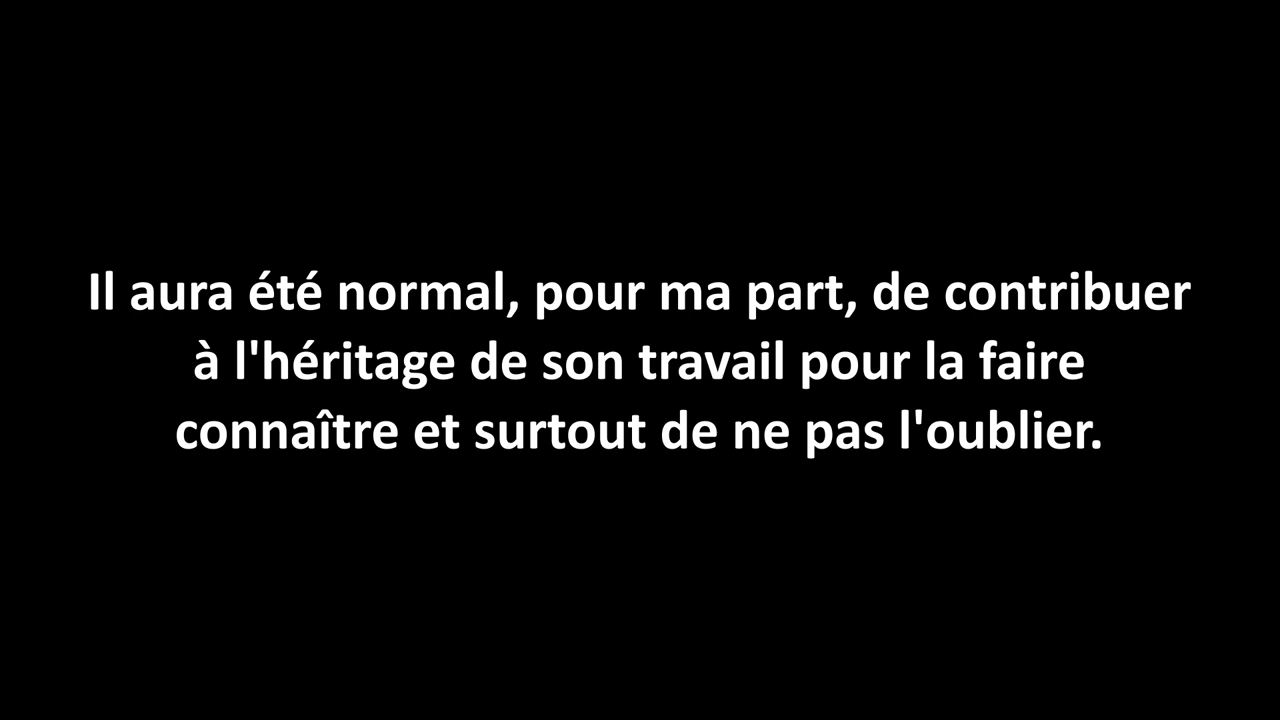 Il aura été normal, pour ma part, de contribuer
à l'héritage de son travail pour la faire
connaître et surtout de ne pas l'oublier.